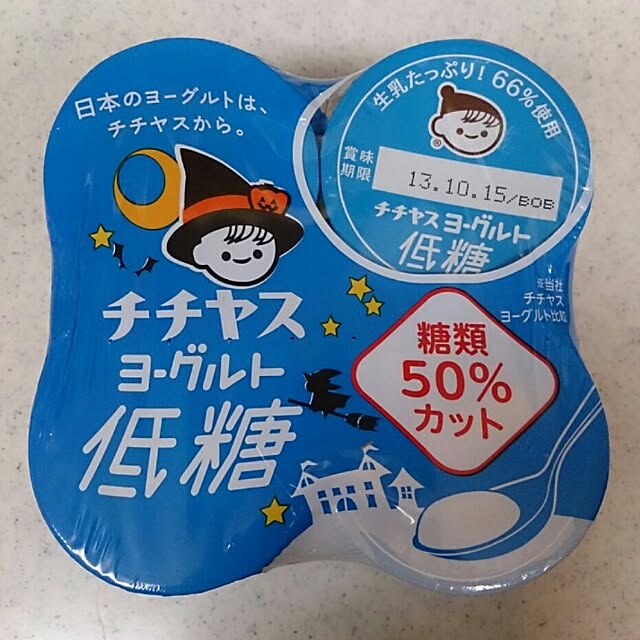 日本のヨーグルトは、
チチヤスから。
生乳たっぷり!66%使用
®
賞味
期限
13.10.15/BOB
チチヤスヨーグルト
低糖
※当社
チチヤス
ヨーグルト比較
チチヤス
ヨーグルト
低糖
糖類
50%
カット